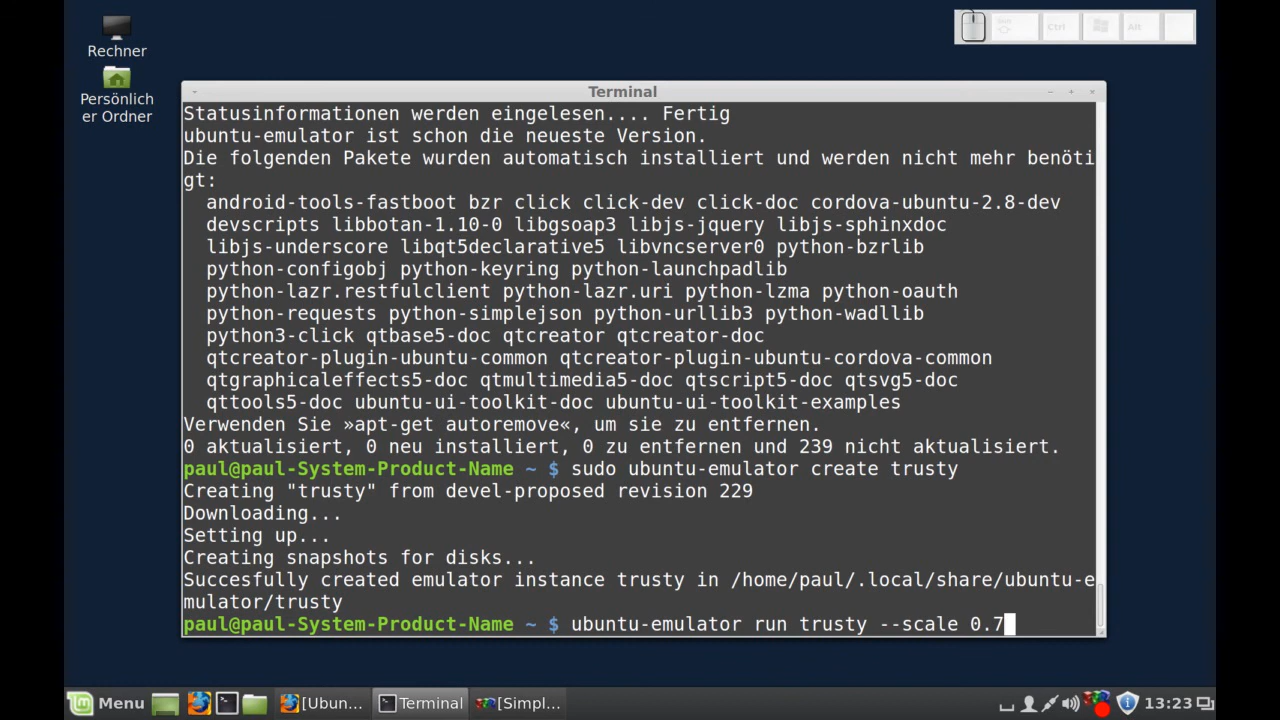 Rechner
Persönlich
er Ordner
Shift
Ctrl
Alt
Terminal
Statusinformationen werden eingelesen.... Fertig
ubuntu-emulator ist schon die neueste Version.
Die folgenden Pakete wurden automatisch installiert und werden nicht mehr benöti
gt:
android-tools-fastboot bzr click click-dev click-doc cordova-ubuntu-2.8-dev
devscripts libbotan-1.10-0 libgsoap3 libjs-jquery libjs-sphinxdoc
libjs-underscore libqt5declarative5 libvncserver0 python-bzrlib
python-configobj python-keyring python-launchpadlib
python-lazr.restfulclient python-lazr.uri python-lzma python-oauth
python-requests python-simplejson python-urllib3 python-wadllib
python3-click qtbase5-doc qtcreator qtcreator-doc
qtcreator-plugin-ubuntu-common qtcreator-plugin-ubuntu-cordova-common
qtgraphicaleffects5-doc qtmultimedia5-doc qtscript5-doc qtsvg5-doc
qttools5-doc ubuntu-ui-toolkit-doc ubuntu-ui-toolkit-examples
Verwenden Sie »apt-get autoremove«, um sie zu entfernen.
0 aktualisiert, 0 neu installiert, 0 zu entfernen und 239 nicht aktualisiert.
paul@paul-System-Product-Name ~ $ sudo ubuntu-emulator create trusty
Creating "trusty" from devel-proposed revision 229
Downloading...
Setting up...
Creating snapshots for disks...
Succesfully created emulator instance trusty in /home/paul/.local/share/ubuntu-e
mulator/trusty
paul@paul-System-Product-Name ~ $ ubuntu-emulator run trusty --scale 0.7
Menu
[Ubun...
Terminal
[Simpl...
13:23